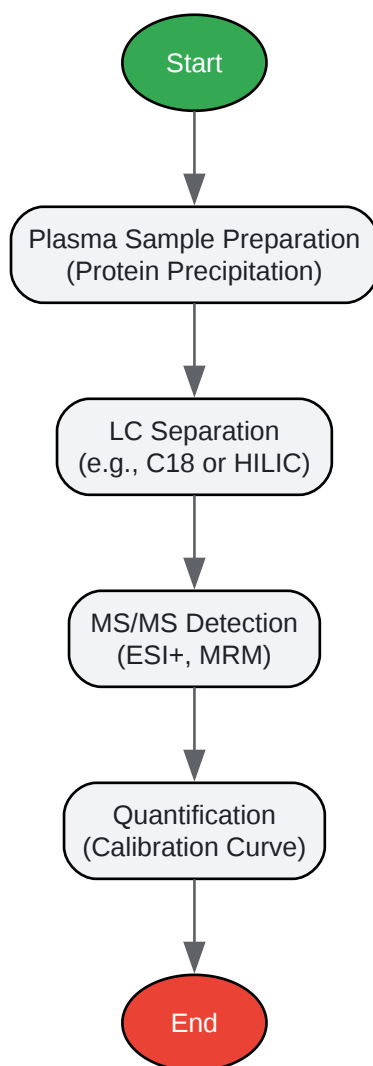 Start
Plasma Sample Preparation
(Protein Precipitation)
LC Separation
(e.g., C18 or HILIC)
MS/MS Detection
(ESI+, MRM)
Quantification
(Calibration Curve)
End